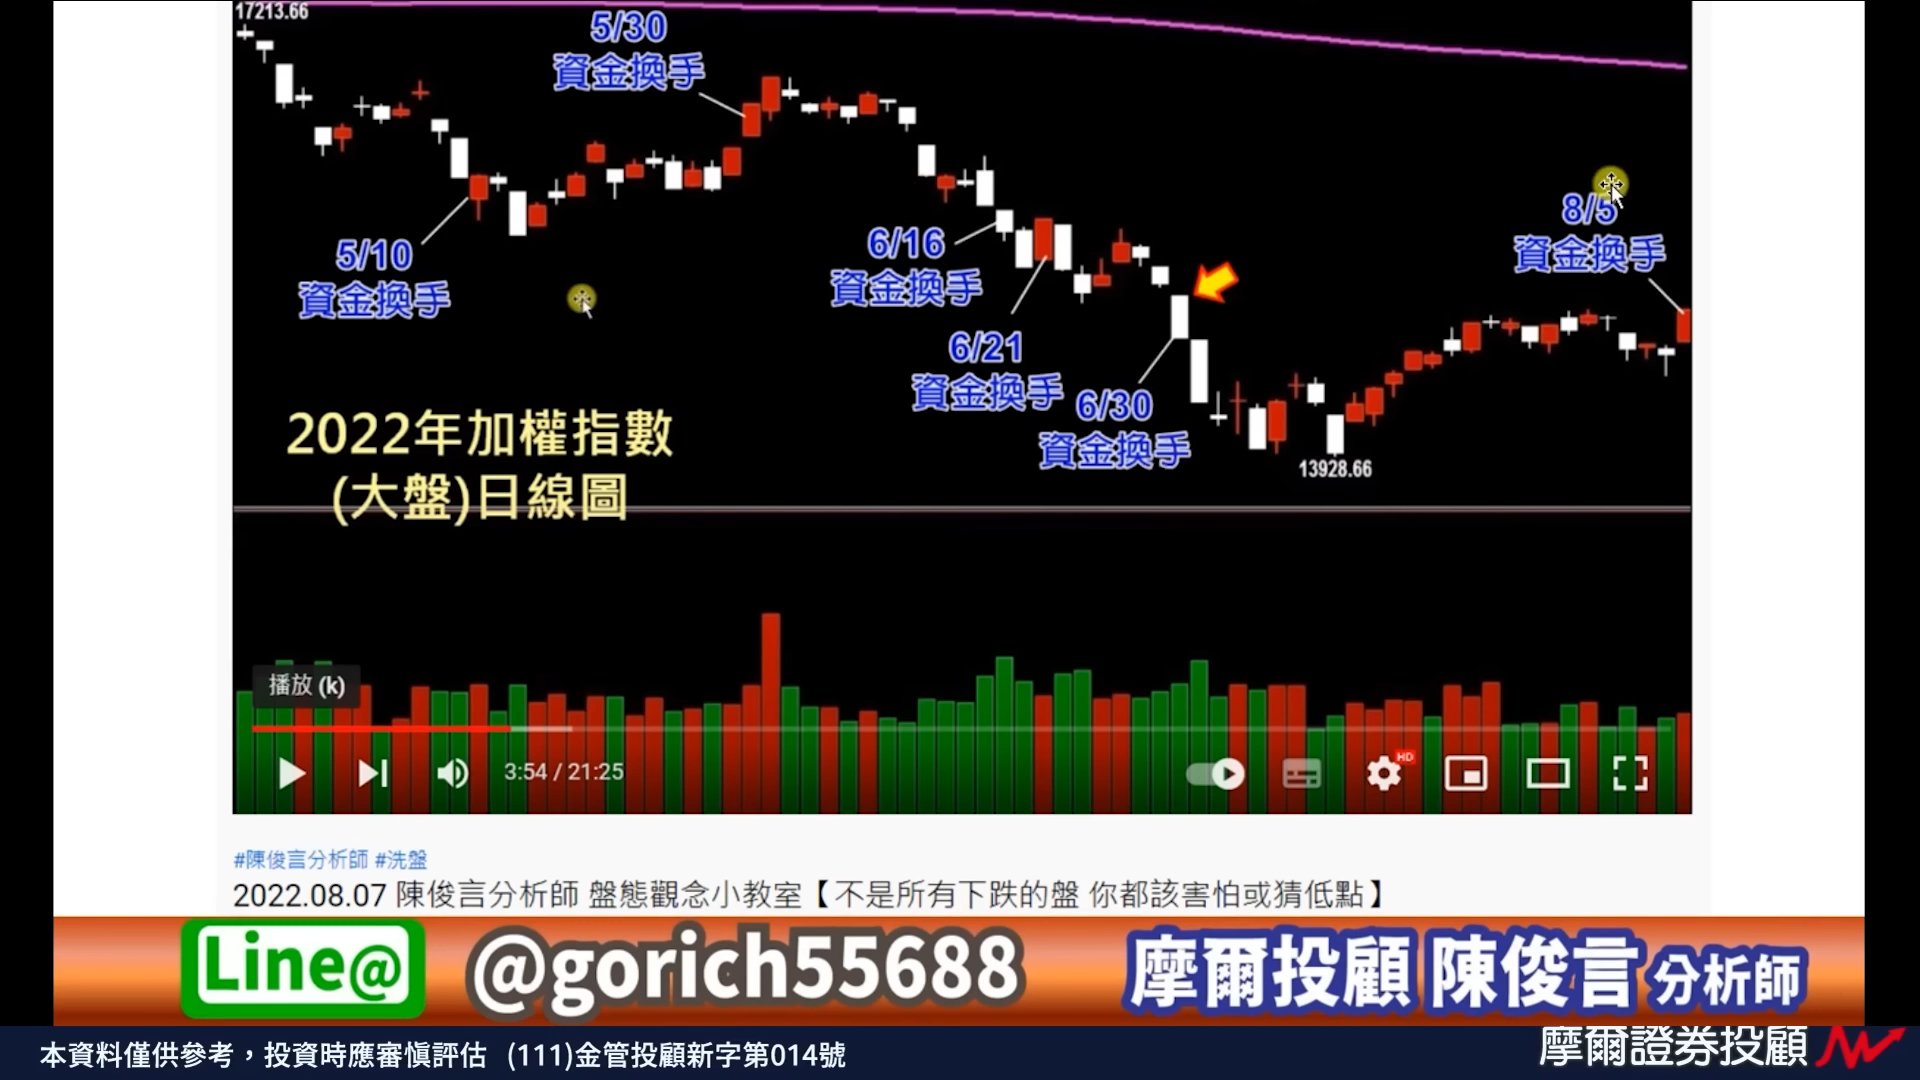 17213.66
5/30
資金換手
5/10
資金換手
6/16
資金換手
6/21
資金換手
6/30
資金換手
8/5
資金換手
13928.66
2022年加權指數
(大盤)日線圖
播放 (k)
3:54 / 21:25
HD
#陳俊言分析師 #洗盤
2022.08.07 陳俊言分析師 盤態觀念小教室【不是所有下跌的盤 你都該害怕或猜低點】
Line@ @gorich55688 摩爾投顧 陳俊言 分析師
本資料僅供參考，投資時應審慎評估 (111)金管投顧新字第014號
摩爾證券投顧